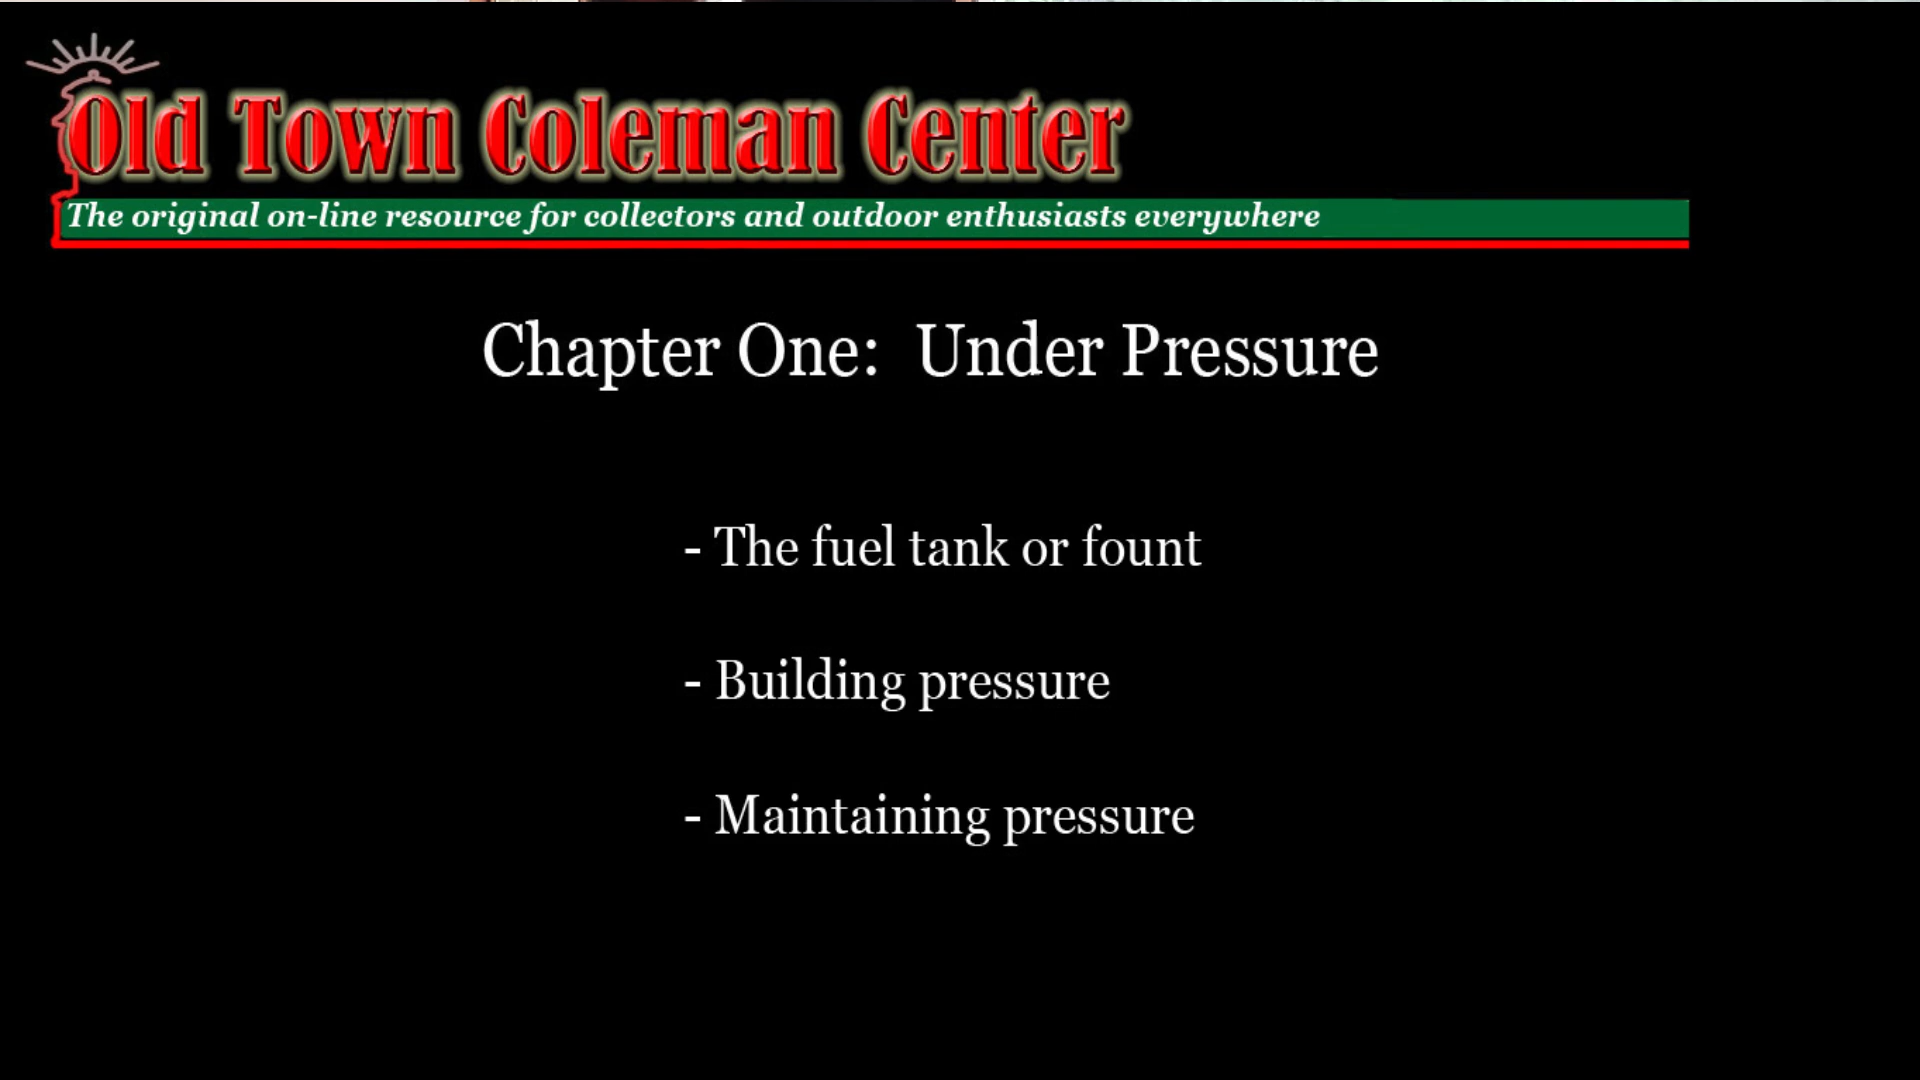 Old Town Coleman Center
The original on-line resource for collectors and outdoor enthusiasts everywhere
Chapter One: Under Pressure
- The fuel tank or fount
- Building pressure
- Maintaining pressure